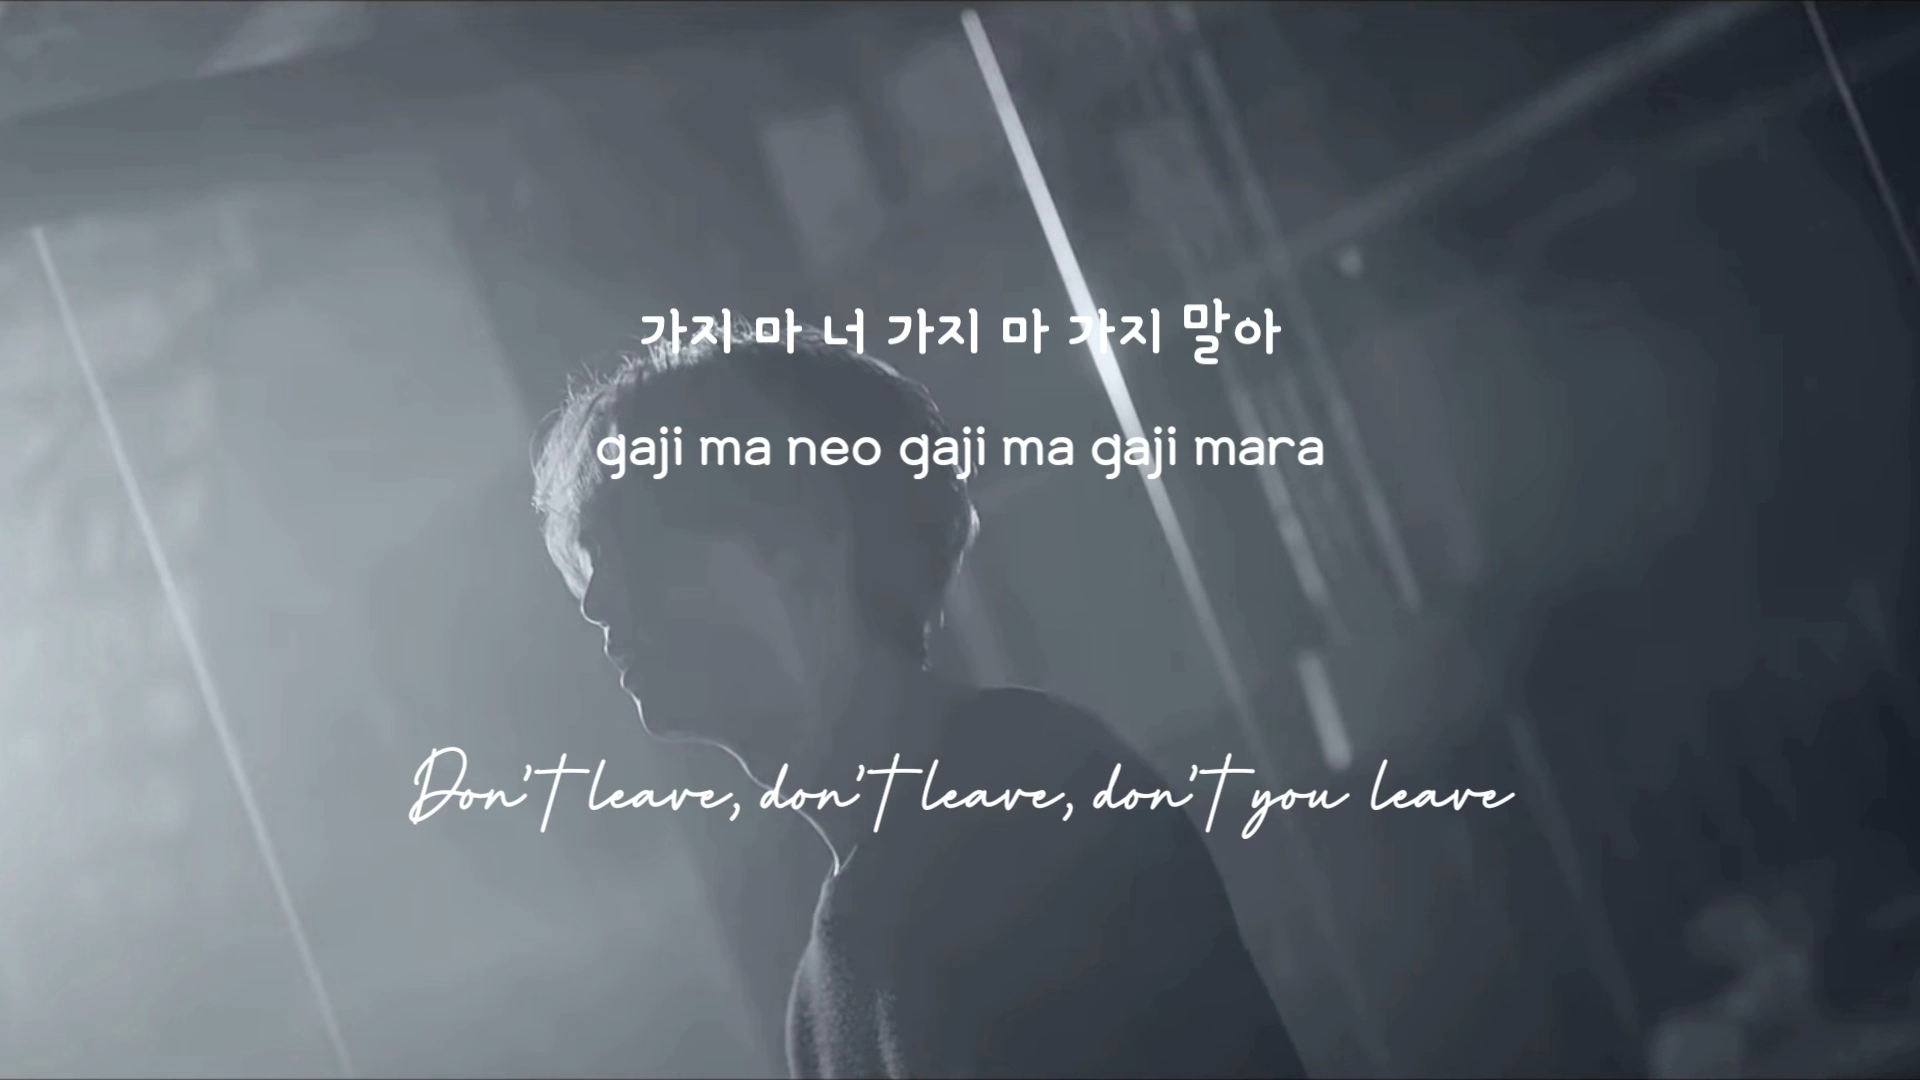 가지 마 너 가지 마 가지 말아
gaji ma neo gaji ma gaji mara
Don't leave, don't leave, don't you leave